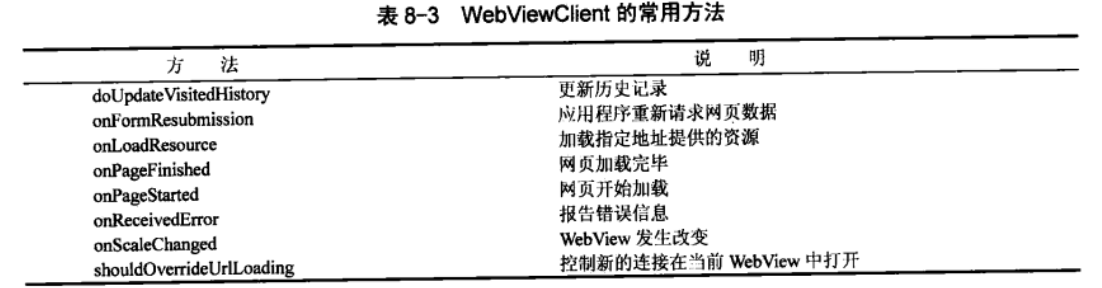 表 8-3 WebViewClient 的常用方法
方 法 说 明
doUpdateVisitedHistory 更新历史记录
onFormResubmission 应用程序重新请求网页数据
onLoadResource 加载指定地址提供的资源
onPageFinished 网页加载完毕
onPageStarted 网页开始加载
onReceivedError 报告错误信息
onScaleChanged WebView 发生改变
shouldOverrideUrlLoading 控制新的连接在当前 WebView 中打开